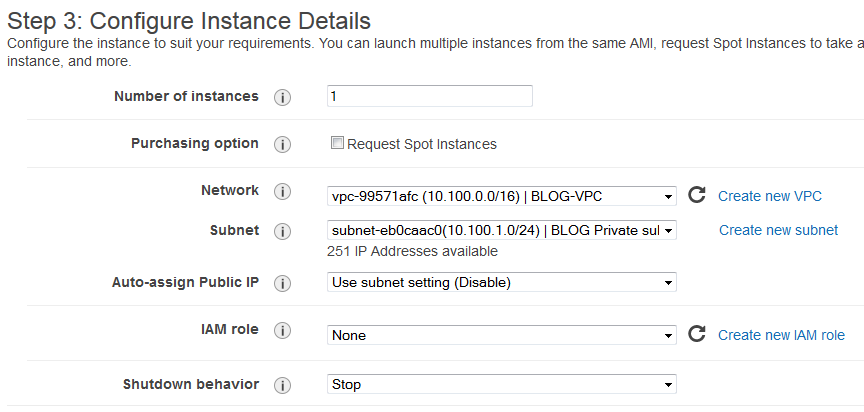 Step 3: Configure Instance Details
Configure the instance to suit your requirements. You can launch multiple instances from the same AMI, request Spot Instances to take a
instance, and more.
Number of instances i 1
Purchasing option i Request Spot Instances
Network i vpc-99571afc (10.100.0.0/16) | BLOG-VPC Create new VPC
Subnet i subnet-eb0caac0(10.100.1.0/24) | BLOG Private sul Create new subnet
251 IP Addresses available
Auto-assign Public IP i Use subnet setting (Disable)
IAM role i None Create new IAM role
Shutdown behavior i Stop